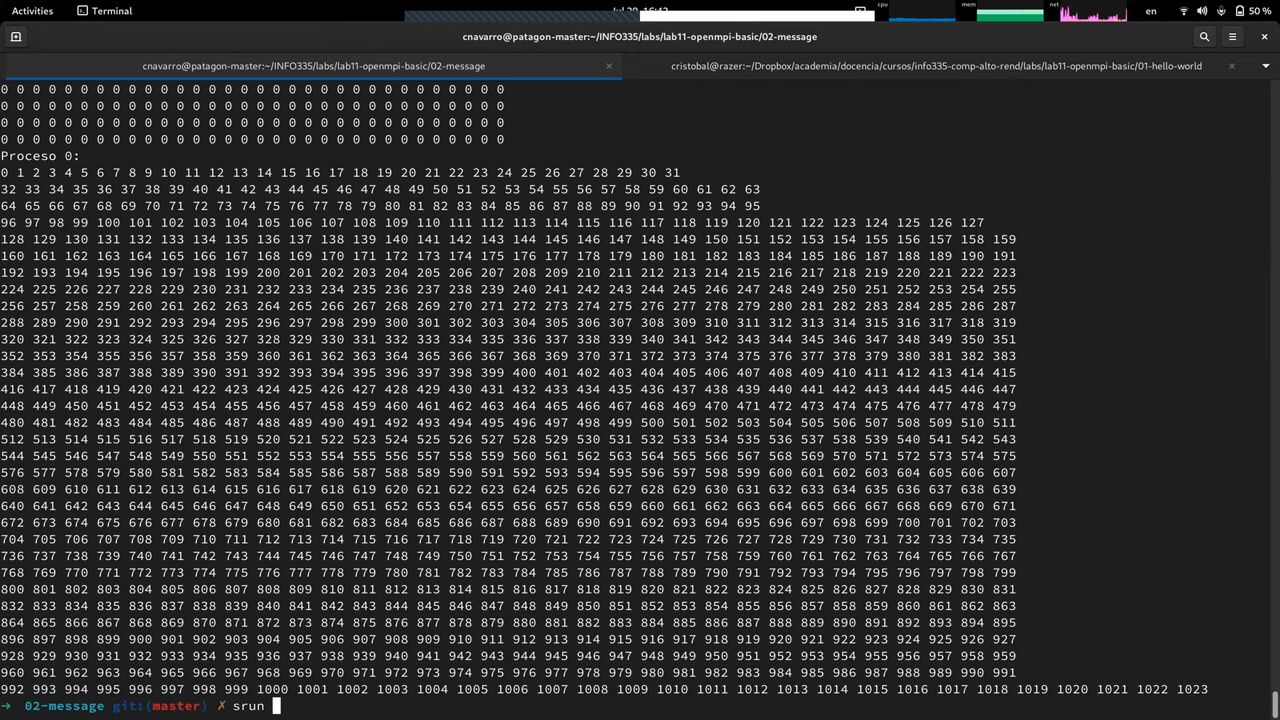 Activities
Terminal
cpu
mem
net
en
50 %
cnavarro@patagon-master:~/INFO335/labs/lab11-openmpi-basic/02-message
cnavarro@patagon-master:~/INFO335/labs/lab11-openmpi-basic/02-message
cristobal@razer:~/Dropbox/academia/docencia/cursos/info335-comp-alto-rend/labs/lab11-openmpi-basic/01-hello-world
0 0 0 0 0 0 0 0 0 0 0 0 0 0 0 0 0 0 0 0 0 0 0 0 0 0 0 0 0 0 0 0
0 0 0 0 0 0 0 0 0 0 0 0 0 0 0 0 0 0 0 0 0 0 0 0 0 0 0 0 0 0 0 0
0 0 0 0 0 0 0 0 0 0 0 0 0 0 0 0 0 0 0 0 0 0 0 0 0 0 0 0 0 0 0 0
0 0 0 0 0 0 0 0 0 0 0 0 0 0 0 0 0 0 0 0 0 0 0 0 0 0 0 0 0 0 0 0
Proceso 0:
0 1 2 3 4 5 6 7 8 9 10 11 12 13 14 15 16 17 18 19 20 21 22 23 24 25 26 27 28 29 30 31
32 33 34 35 36 37 38 39 40 41 42 43 44 45 46 47 48 49 50 51 52 53 54 55 56 57 58 59 60 61 62 63
64 65 66 67 68 69 70 71 72 73 74 75 76 77 78 79 80 81 82 83 84 85 86 87 88 89 90 91 92 93 94 95
96 97 98 99 100 101 102 103 104 105 106 107 108 109 110 111 112 113 114 115 116 117 118 119 120 121 122 123 124 125 126 127
128 129 130 131 132 133 134 135 136 137 138 139 140 141 142 143 144 145 146 147 148 149 150 151 152 153 154 155 156 157 158 159
160 161 162 163 164 165 166 167 168 169 170 171 172 173 174 175 176 177 178 179 180 181 182 183 184 185 186 187 188 189 190 191
192 193 194 195 196 197 198 199 200 201 202 203 204 205 206 207 208 209 210 211 212 213 214 215 216 217 218 219 220 221 222 223
224 225 226 227 228 229 230 231 232 233 234 235 236 237 238 239 240 241 242 243 244 245 246 247 248 249 250 251 252 253 254 255
256 257 258 259 260 261 262 263 264 265 266 267 268 269 270 271 272 273 274 275 276 277 278 279 280 281 282 283 284 285 286 287
288 289 290 291 292 293 294 295 296 297 298 299 300 301 302 303 304 305 306 307 308 309 310 311 312 313 314 315 316 317 318 319
320 321 322 323 324 325 326 327 328 329 330 331 332 333 334 335 336 337 338 339 340 341 342 343 344 345 346 347 348 349 350 351
352 353 354 355 356 357 358 359 360 361 362 363 364 365 366 367 368 369 370 371 372 373 374 375 376 377 378 379 380 381 382 383
384 385 386 387 388 389 390 391 392 393 394 395 396 397 398 399 400 401 402 403 404 405 406 407 408 409 410 411 412 413 414 415
416 417 418 419 420 421 422 423 424 425 426 427 428 429 430 431 432 433 434 435 436 437 438 439 440 441 442 443 444 445 446 447
448 449 450 451 452 453 454 455 456 457 458 459 460 461 462 463 464 465 466 467 468 469 470 471 472 473 474 475 476 477 478 479
480 481 482 483 484 485 486 487 488 489 490 491 492 493 494 495 496 497 498 499 500 501 502 503 504 505 506 507 508 509 510 511
512 513 514 515 516 517 518 519 520 521 522 523 524 525 526 527 528 529 530 531 532 533 534 535 536 537 538 539 540 541 542 543
544 545 546 547 548 549 550 551 552 553 554 555 556 557 558 559 560 561 562 563 564 565 566 567 568 569 570 571 572 573 574 575
576 577 578 579 580 581 582 583 584 585 586 587 588 589 590 591 592 593 594 595 596 597 598 599 600 601 602 603 604 605 606 607
608 609 610 611 612 613 614 615 616 617 618 619 620 621 622 623 624 625 626 627 628 629 630 631 632 633 634 635 636 637 638 639
640 641 642 643 644 645 646 647 648 649 650 651 652 653 654 655 656 657 658 659 660 661 662 663 664 665 666 667 668 669 670 671
672 673 674 675 676 677 678 679 680 681 682 683 684 685 686 687 688 689 690 691 692 693 694 695 696 697 698 699 700 701 702 703
704 705 706 707 708 709 710 711 712 713 714 715 716 717 718 719 720 721 722 723 724 725 726 727 728 729 730 731 732 733 734 735
736 737 738 739 740 741 742 743 744 745 746 747 748 749 750 751 752 753 754 755 756 757 758 759 760 761 762 763 764 765 766 767
768 769 770 771 772 773 774 775 776 777 778 779 780 781 782 783 784 785 786 787 788 789 790 791 792 793 794 795 796 797 798 799
800 801 802 803 804 805 806 807 808 809 810 811 812 813 814 815 816 817 818 819 820 821 822 823 824 825 826 827 828 829 830 831
832 833 834 835 836 837 838 839 840 841 842 843 844 845 846 847 848 849 850 851 852 853 854 855 856 857 858 859 860 861 862 863
864 865 866 867 868 869 870 871 872 873 874 875 876 877 878 879 880 881 882 883 884 885 886 887 888 889 890 891 892 893 894 895
896 897 898 899 900 901 902 903 904 905 906 907 908 909 910 911 912 913 914 915 916 917 918 919 920 921 922 923 924 925 926 927
928 929 930 931 932 933 934 935 936 937 938 939 940 941 942 943 944 945 946 947 948 949 950 951 952 953 954 955 956 957 958 959
960 961 962 963 964 965 966 967 968 969 970 971 972 973 974 975 976 977 978 979 980 981 982 983 984 985 986 987 988 989 990 991
992 993 994 995 996 997 998 999 1000 1001 1002 1003 1004 1005 1006 1007 1008 1009 1010 1011 1012 1013 1014 1015 1016 1017 1018 1019 1020 1021 1022 1023
→ 02-message git:(master) ✗ srun